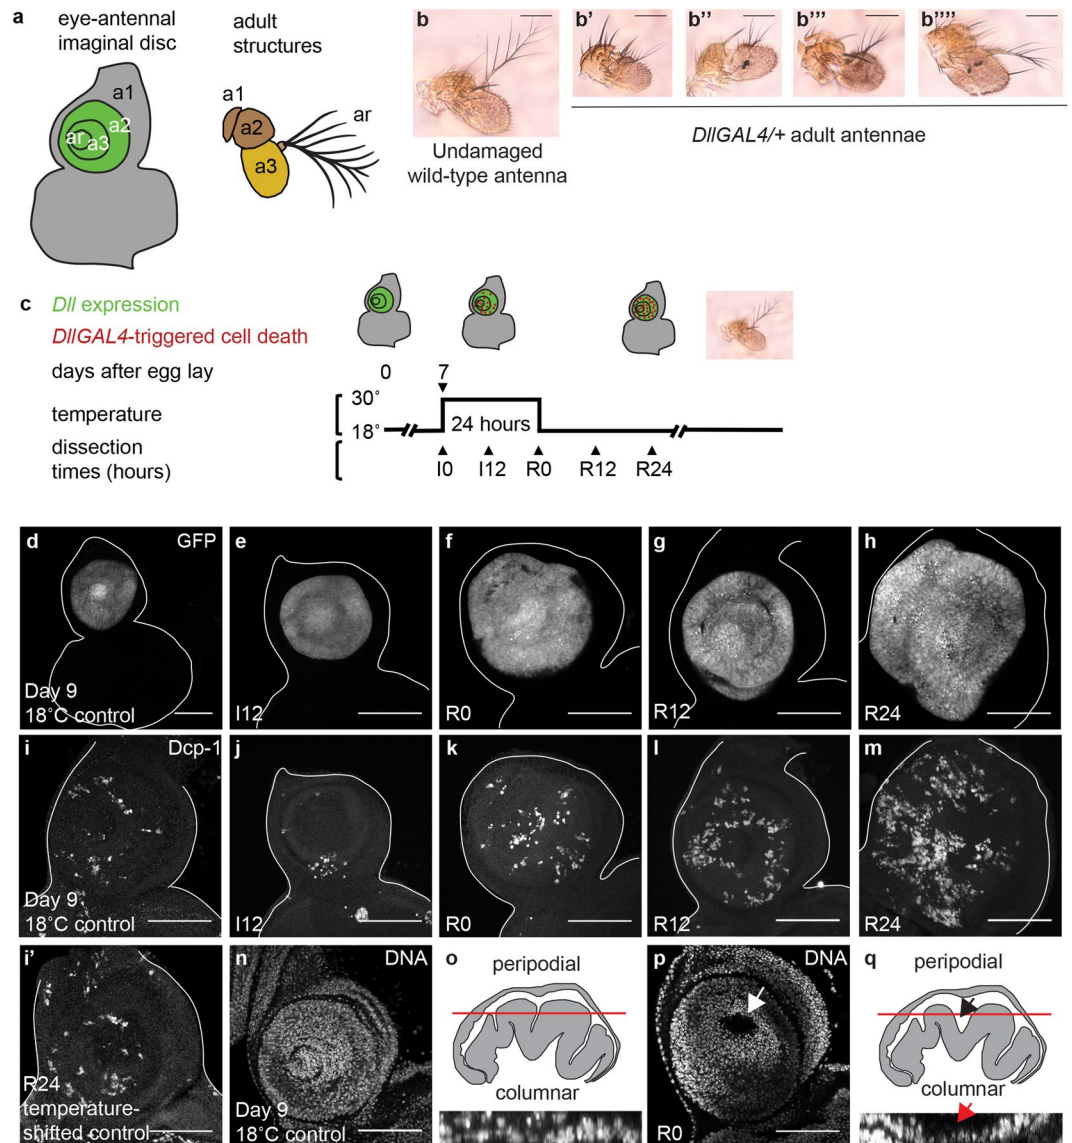 a
eye-antennal
imaginal disc
a1
a2
ar
a3
adult
structures
a1
a2
a3
ar
b
Undamaged
wild-type antenna
b’
b’’
b’’’
b’’’’
DllGAL4/+ adult antennae
c
Dll expression
DllGAL4-triggered cell death
days after egg lay
0
7
temperature
30˚
18˚
24 hours
dissection
times (hours)
I0
I12
R0
R12
R24
d
GFP
Day 9
18˚C control
e
I12
f
R0
g
R12
h
R24
i
Dcp-1
Day 9
18˚C control
j
I12
k
R0
l
R12
m
R24
i’
R24
temperature-
shifted control
n
DNA
Day 9
18˚C control
o
peripodial
columnar
p
DNA
R0
q
peripodial
columnar